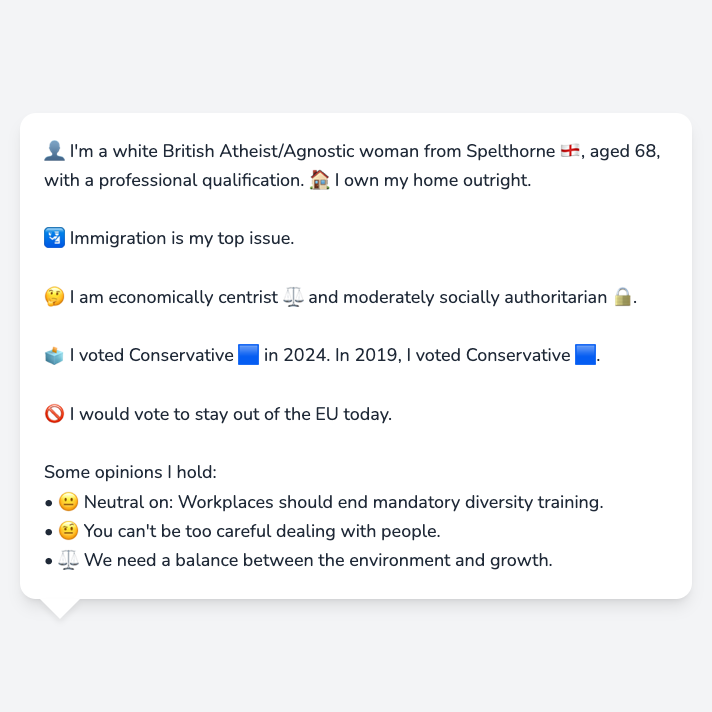 👤 I'm a white British Atheist/Agnostic woman from Spelthorne 🏴󠁧󠁢󠁥󠁮󠁧󠁿, aged 68,
with a professional qualification. 🏠 I own my home outright.
🛂 Immigration is my top issue.
🤔 I am economically centrist ⚖️ and moderately socially authoritarian 🔒.
🗳️ I voted Conservative 🟦 in 2024. In 2019, I voted Conservative 🟦.
🚫 I would vote to stay out of the EU today.
Some opinions I hold:
• 😐 Neutral on: Workplaces should end mandatory diversity training.
• 🤨 You can't be too careful dealing with people.
• ⚖️ We need a balance between the environment and growth.